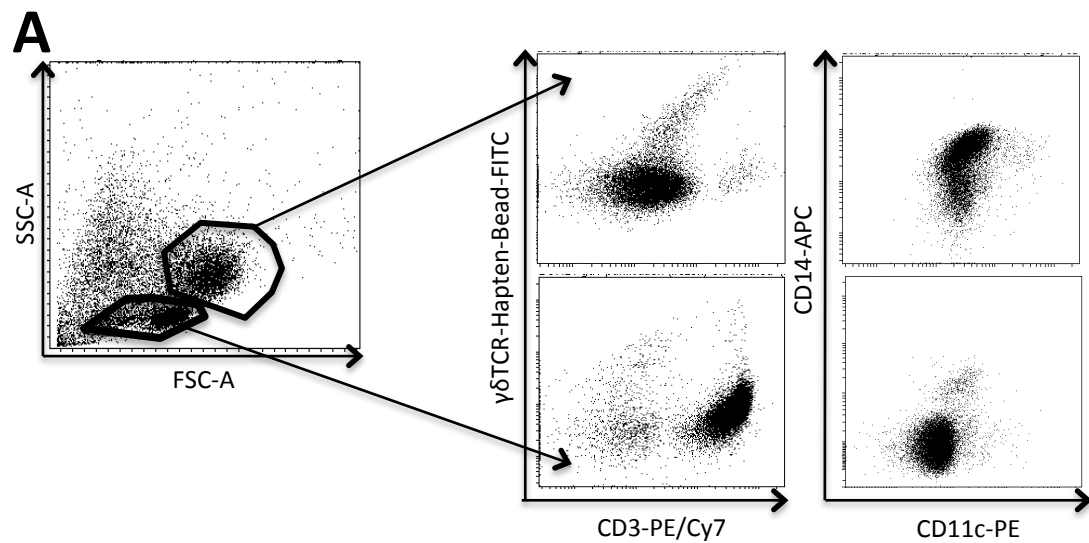 A
SSC-A
FSC-A
γδTCR-Hapten-Bead-FITC
CD3-PE/Cy7
CD14-APC
CD11c-PE